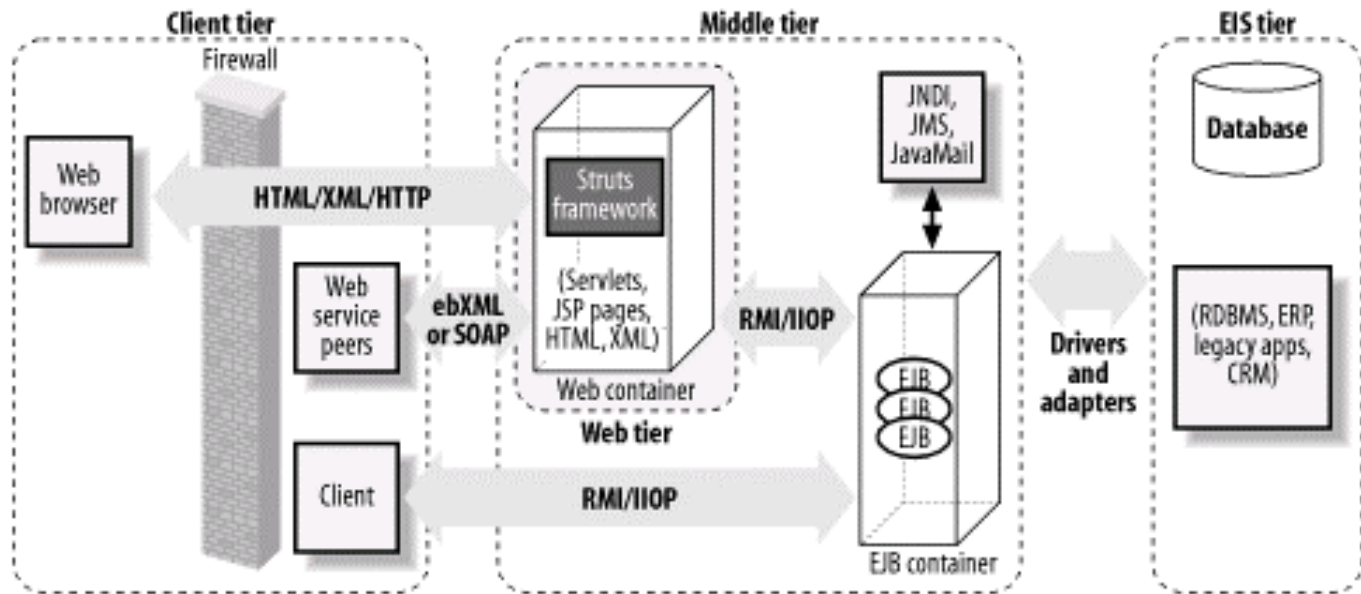 Client tier
Middle tier
EIS tier
Firewall
Web
browser
HTML/XML/HTTP
Struts
framework
JNDI,
JMS,
JavaMail
Database
Web
service
peers
ebXML
or SOAP
(Servlets,
JSP pages,
HTML, XML)
Web container
Web tier
RMI/IIOP
EJB
EJB
EJB
EJB container
Drivers
and
adapters
(RDBMS, ERP,
legacy apps,
CRM)
Client
RMI/IIOP